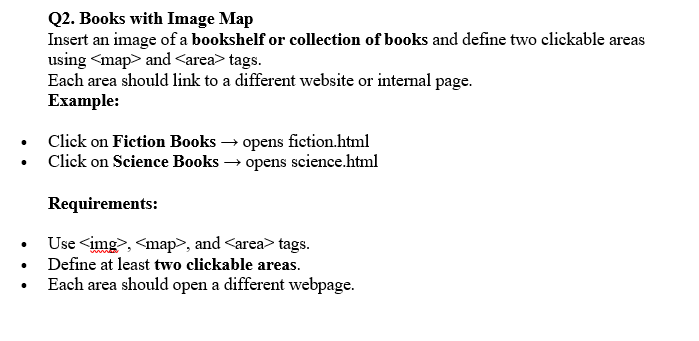 Q2. Books with Image Map
Insert an image of a bookshelf or collection of books and define two clickable areas
using <map> and <area> tags.
Each area should link to a different website or internal page.
Example:
• Click on Fiction Books → opens fiction.html
• Click on Science Books → opens science.html
Requirements:
• Use <img>, <map>, and <area> tags.
• Define at least two clickable areas.
• Each area should open a different webpage.